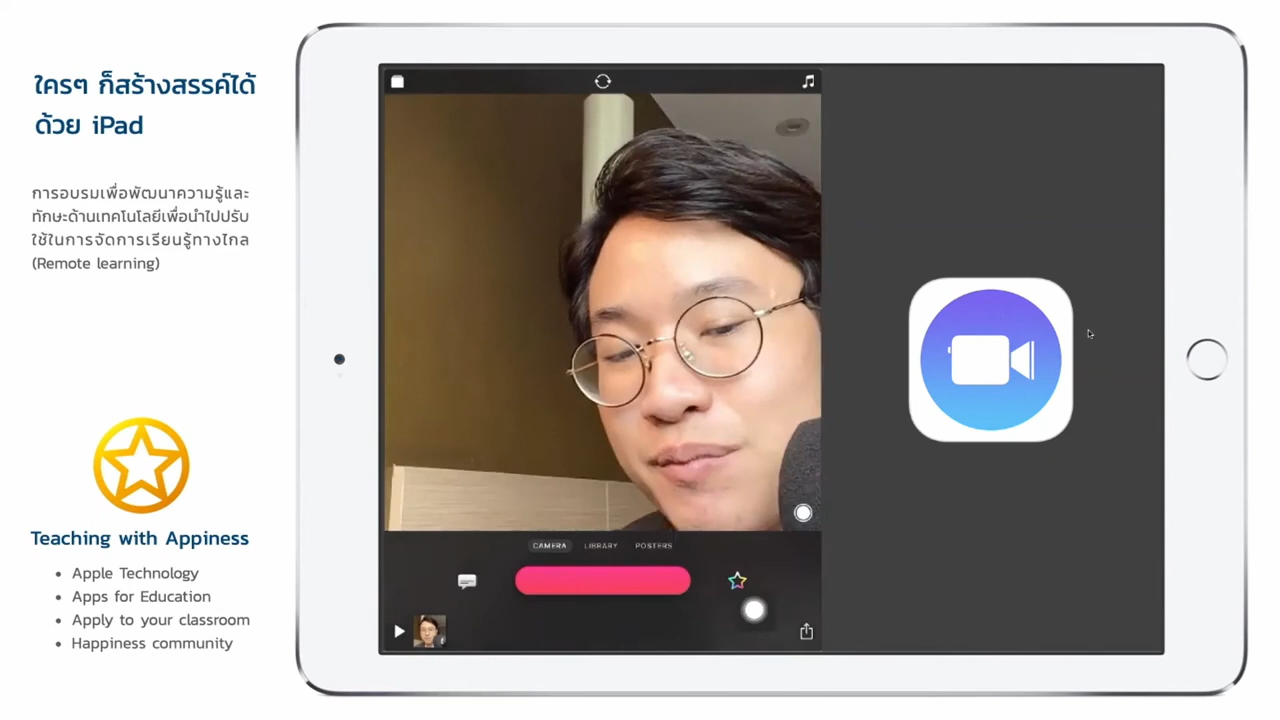 ใครๆ ก็สร้างสรรค์ได้
ด้วย iPad
การอบรมเพื่อพัฒนาความรู้และ
ทักษะด้านเทคโนโลยีเพื่อนำไปปรับ
ใช้ในการจัดการเรียนรู้ทางไกล
(Remote learning)
Teaching with Appiness
• Apple Technology
• Apps for Education
• Apply to your classroom
• Happiness community
CAMERA LIBRARY POSTERS